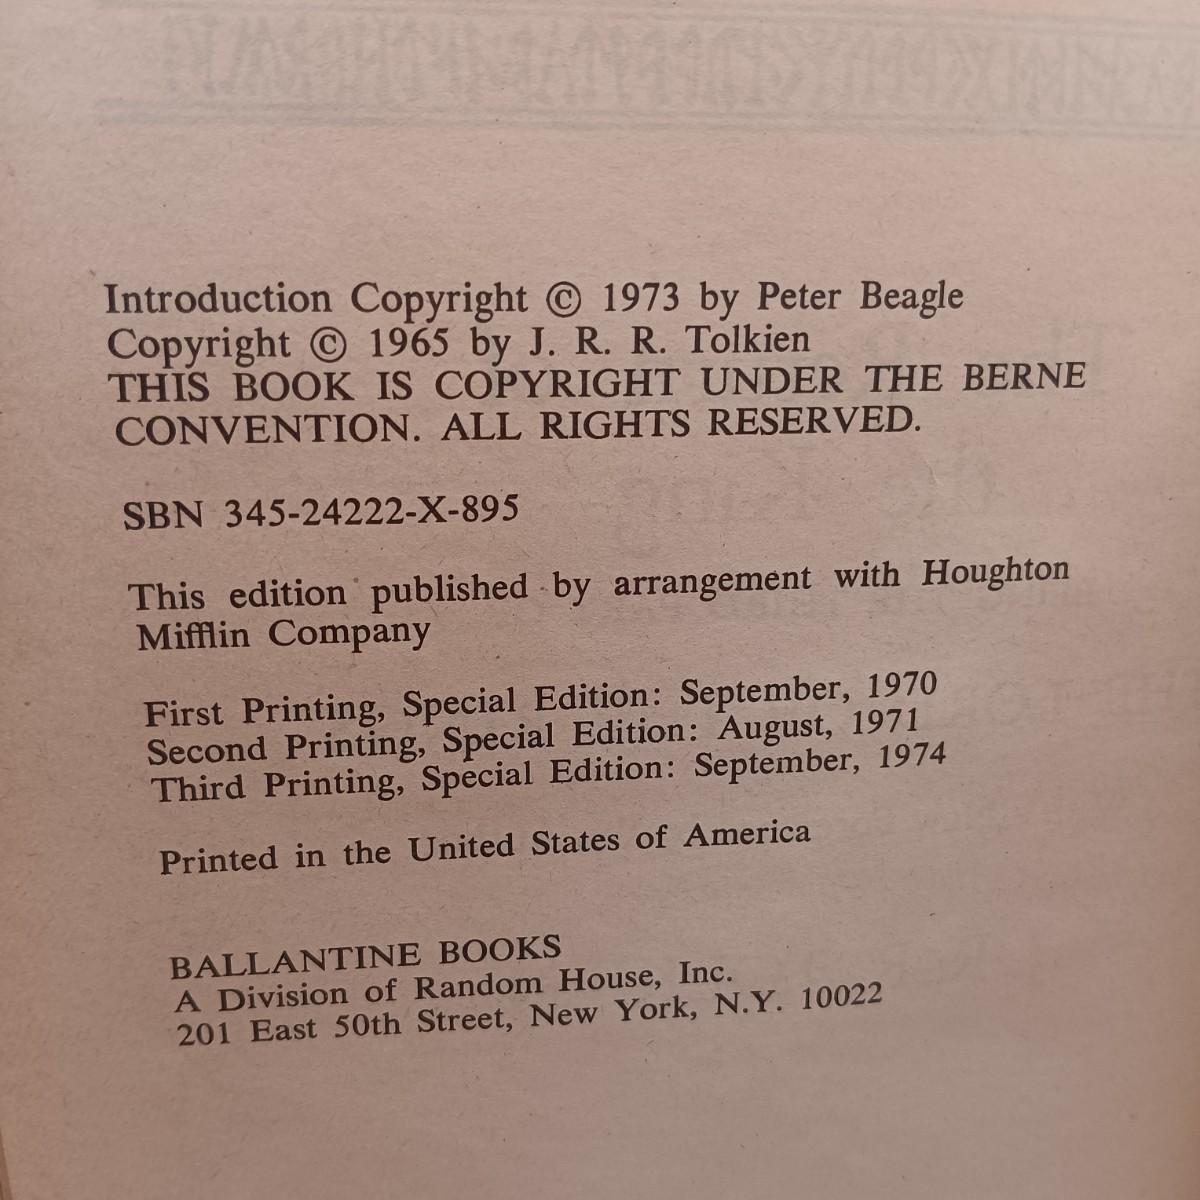 Introduction Copyright © 1973 by Peter Beagle
Copyright © 1965 by J. R. R. Tolkien
THIS BOOK IS COPYRIGHT UNDER THE BERNE
CONVENTION. ALL RIGHTS RESERVED.
SBN 345-24222-X-895
This edition published by arrangement with Houghton
Mifflin Company
First Printing, Special Edition: September, 1970
Second Printing, Special Edition: August, 1971
Third Printing, Special Edition: September, 1974
Printed in the United States of America
BALLANTINE BOOKS
A Division of Random House, Inc.
201 East 50th Street, New York, N.Y. 10022